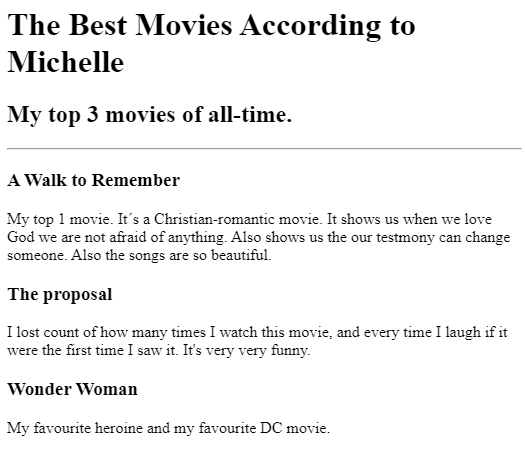 The Best Movies According to
Michelle
My top 3 movies of all-time.
A Walk to Remember
My top 1 movie. It´s a Christian-romantic movie. It shows us when we love
God we are not afraid of anything. Also shows us the our testmony can change
someone. Also the songs are so beautiful.
The proposal
I lost count of how many times I watch this movie, and every time I laugh if it
were the first time I saw it. It's very very funny.
Wonder Woman
My favourite heroine and my favourite DC movie.